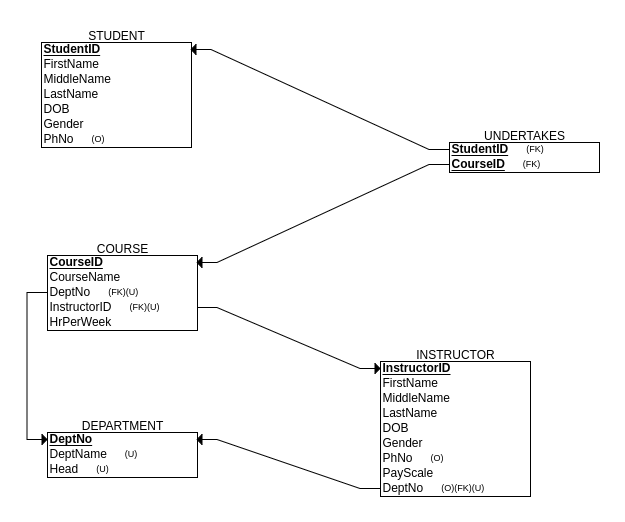 STUDENT
StudentID
FirstName
MiddleName
LastName
DOB
Gender
PhNo (O)
UNDERTAKES
StudentID (FK)
CourseID (FK)
COURSE
CourseID
CourseName
DeptNo (FK)(U)
InstructorID (FK)(U)
HrPerWeek
INSTRUCTOR
InstructorID
FirstName
MiddleName
LastName
DOB
Gender
PhNo (O)
PayScale
DeptNo (O)(FK)(U)
DEPARTMENT
DeptNo
DeptName (U)
Head (U)